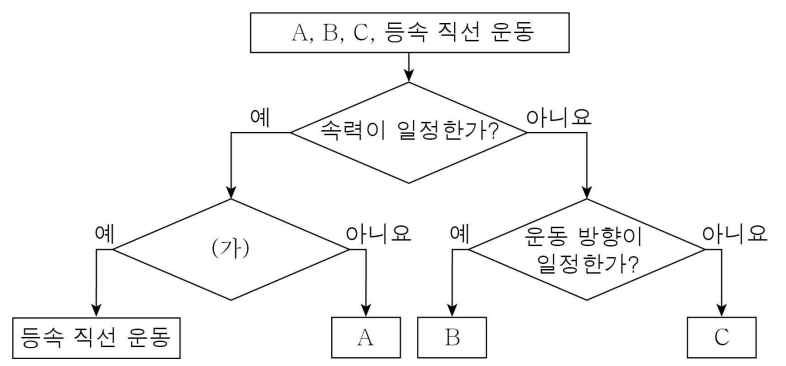 A, B, C, 등속 직선 운동
예
아니요
속력이 일정한가?
예
(가)
아니요
예
운동 방향이
일정한가?
아니요
등속 직선 운동
A
B
C